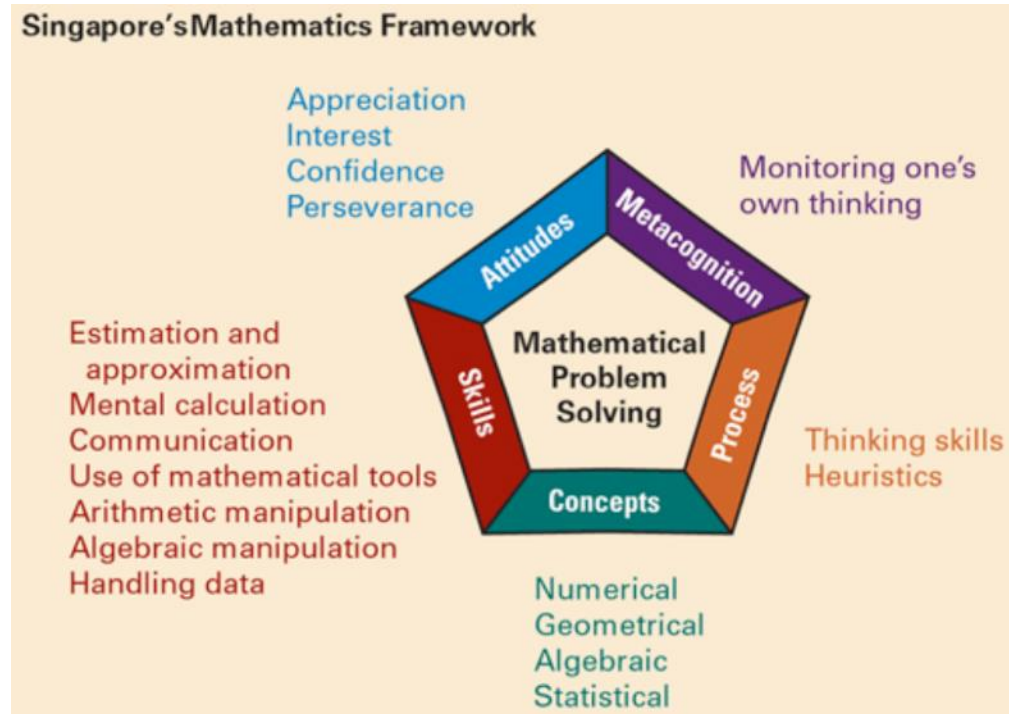 Singapore's Mathematics Framework
Appreciation
Interest
Confidence
Perseverance
Monitoring one's
own thinking
Attitudes
Metacognition
Estimation and
approximation
Mental calculation
Communication
Use of mathematical tools
Arithmetic manipulation
Algebraic manipulation
Handling data
Skills
Mathematical
Problem
Solving
Process
Thinking skills
Heuristics
Concepts
Numerical
Geometrical
Algebraic
Statistical